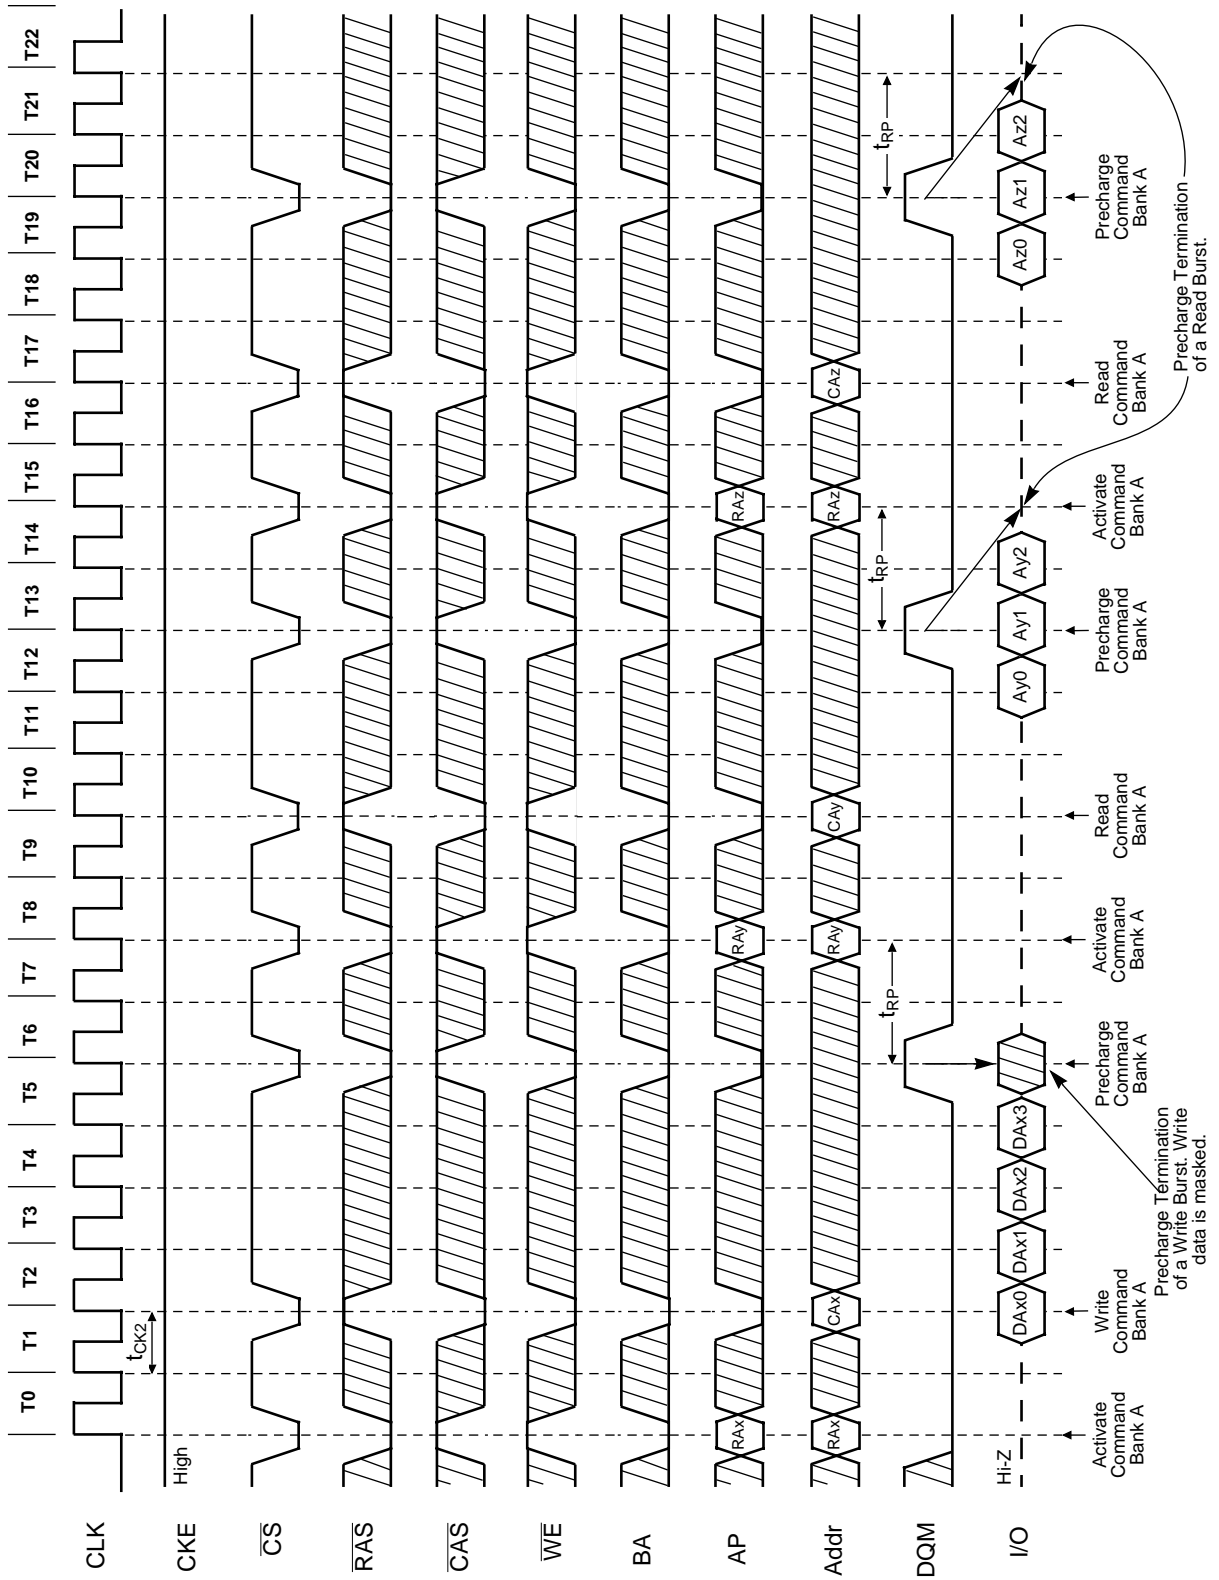 T0 T1 T2 T3 T4 T5 T6 T7 T8 T9 T10 T11 T12 T13 T14 T15 T16 T17 T18 T19 T20 T21 T22
CLK
tCK2
CKE
High
CS
RAS
CAS
WE
BA
AP
RAx RAy RAz
Addr
RAx CAx RAy CAy RAz CAz
DQM
tRP tRP tRP
I/O
Hi-Z
DAx0 DAx1 DAx2 DAx3 Ay0 Ay1 Ay2 Az0 Az1 Az2
Activate
Command
Bank A
Write
Command
Bank A
Precharge
Command
Bank A
Activate
Command
Bank A
Read
Command
Bank A
Precharge
Command
Bank A
Activate
Command
Bank A
Read
Command
Bank A
Precharge
Command
Bank A
Precharge Termination
of a Write Burst. Write
data is masked.
Precharge Termination
of a Read Burst.